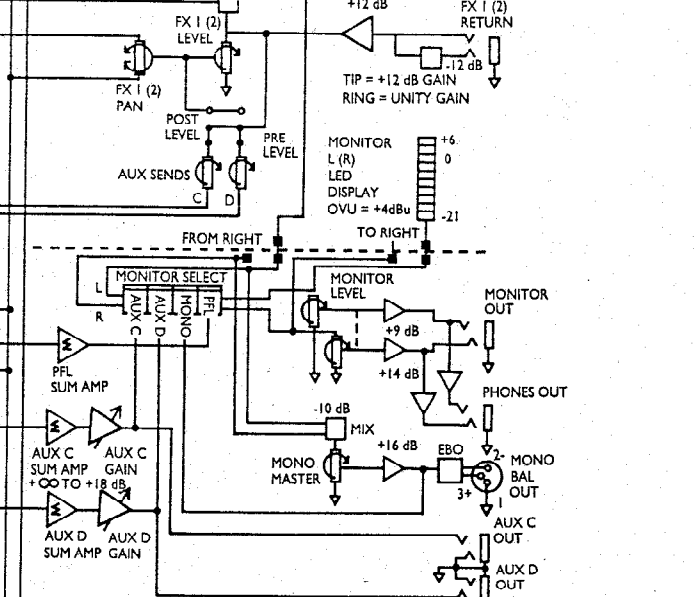 +12 dB
FX 1 (2)
RETURN
FX 1 (2)
LEVEL
-12 dB
TIP = +12 dB GAIN
RING = UNITY GAIN
FX 1 (2)
PAN
POST
LEVEL
PRE
LEVEL
AUX SENDS
C
D
MONITOR
L (R)
LED
DISPLAY
OVU = +4dBu
+6
0
-21
FROM RIGHT
TO RIGHT
MONITOR SELECT
L
R
AUX C
AUX D
MONO
PFL
MONITOR
LEVEL
+9 dB
+14 dB
MONITOR
OUT
PHONES OUT
PFL
SUM AMP
-10 dB
MIX
AUX C
SUM AMP
AUX C
GAIN
+∞ TO +18 dB
MONO
MASTER
+16 dB
EBO
2-
3+
1
MONO
BAL
OUT
AUX D
SUM AMP
AUX D
GAIN
AUX C
OUT
AUX D
OUT